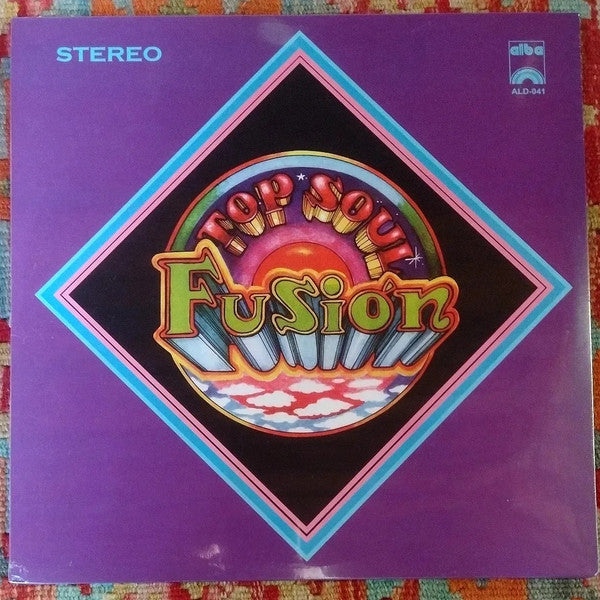 STEREO
alba
ALD-041
TOP SOUL
Fusión